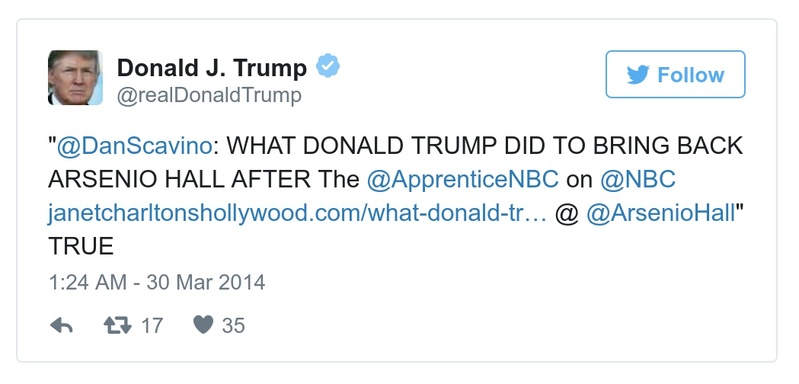 Donald J. Trump
@realDonaldTrump
Follow
"@DanScavino: WHAT DONALD TRUMP DID TO BRING BACK
ARSENIO HALL AFTER The @ApprenticeNBC on @NBC
janetcharltonshollywood.com/what-donald-tr… @ @ArsenioHall"
TRUE
1:24 AM - 30 Mar 2014
17 35